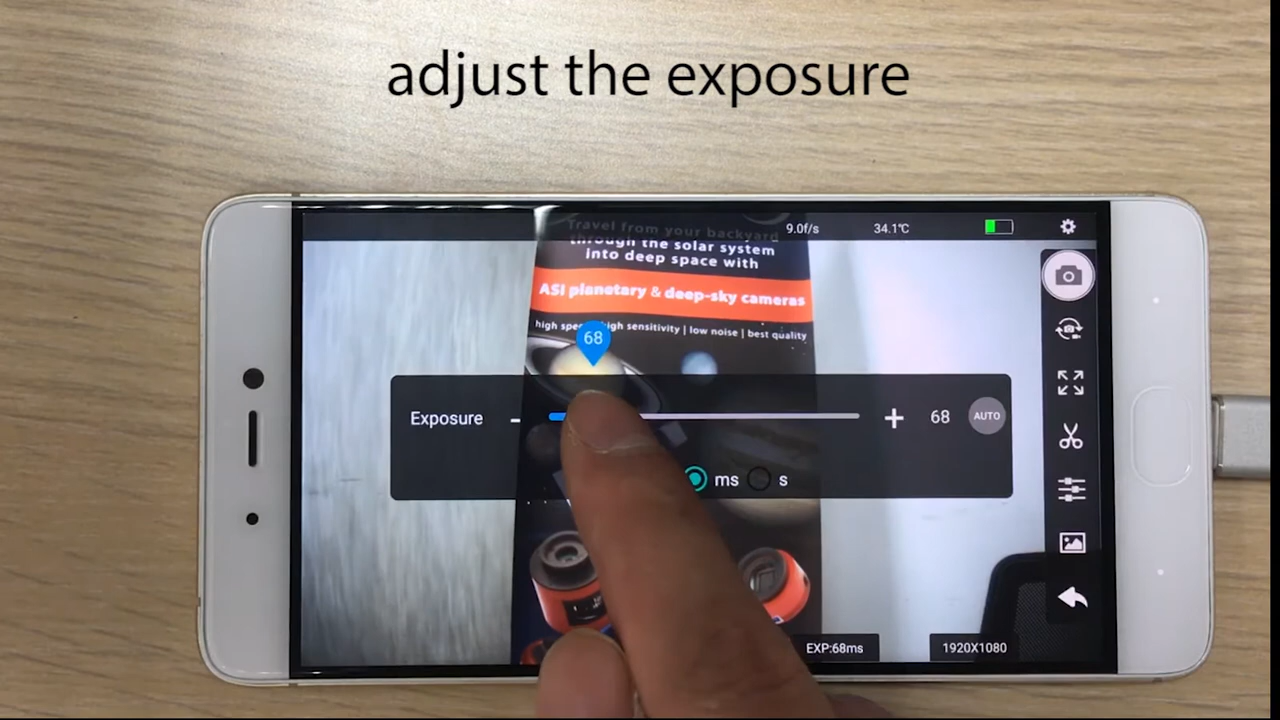 adjust the exposure
Travel from your backyard
9.0f/s
34.1℃
through the solar system
into deep space with
ASI planetary & deep-sky cameras
high sensitivity | low noise | best quality
68
Exposure
-
+
68
AUTO
ms
s
EXP:68ms
1920X1080